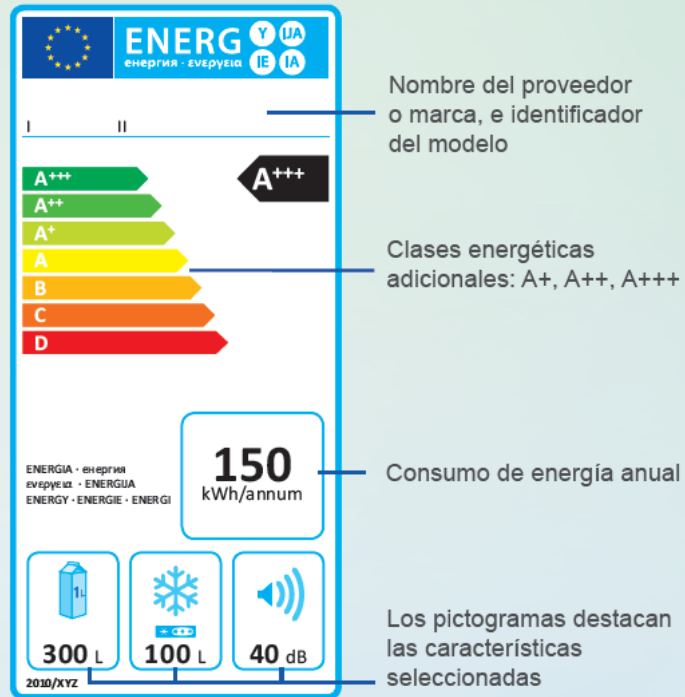 ENERG Y IJA
енергия · ενεργεια IE IA
Nombre del proveedor
o marca, e identificador
del modelo
I II
A+++ A+++
A++
A+
A
B
C
D
Clases energéticas
adicionales: A+, A++, A+++
ENERGIA · енергия
ενεργεια · ENERGIJA
ENERGY · ENERGIE · ENERGI
150
kWh/annum
Consumo de energía anual
1L
300 L 100 L 40 dB
2010/XYZ
Los pictogramas destacan
las características
seleccionadas